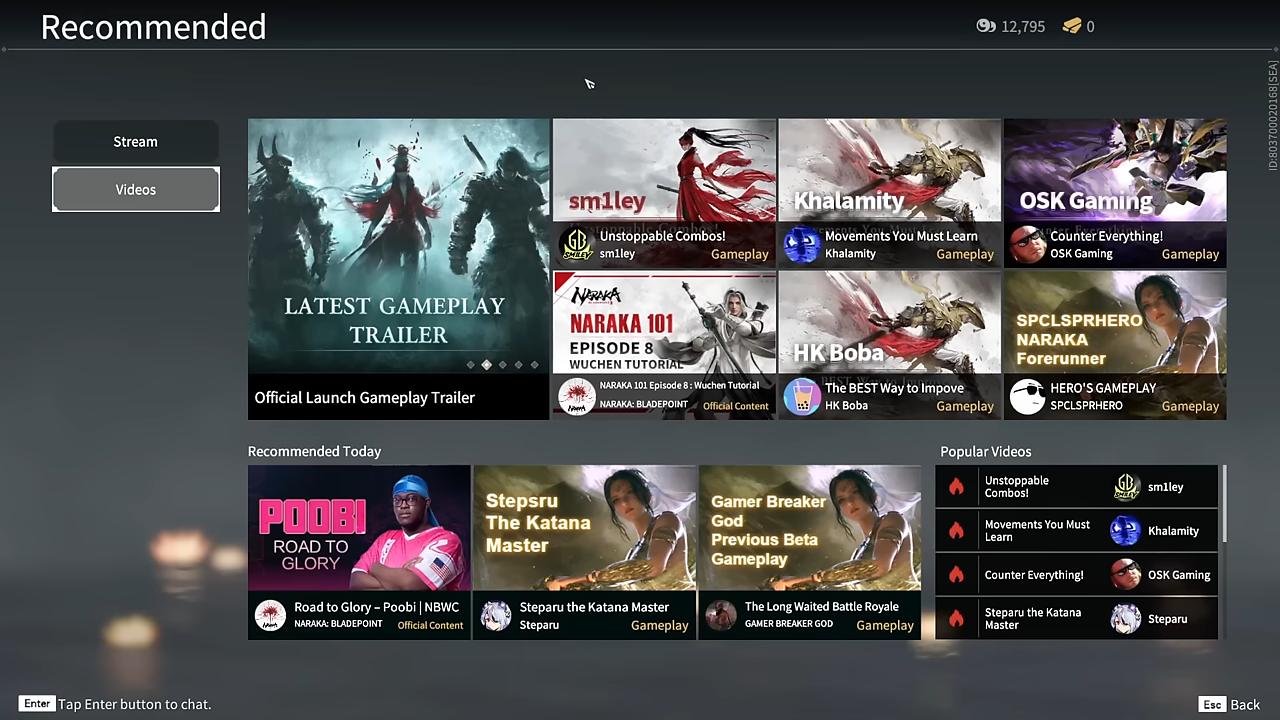 Recommended
12,795
0
ID:803700020168[SEA]
Stream
Videos
LATEST GAMEPLAY
TRAILER
Official Launch Gameplay Trailer
sm1ley
Unstoppable Combos!
sm1ley
Gameplay
Khalamity
Movements You Must Learn
Khalamity
Gameplay
OSK Gaming
Counter Everything!
OSK Gaming
Gameplay
NARAKA
NARAKA 101
EPISODE 8
WUCHEN TUTORIAL
NARAKA 101 Episode 8 : Wuchen Tutorial
NARAKA: BLADEPOINT
Official Content
HK Boba
The BEST Way to Impove
HK Boba
Gameplay
SPCLSPRHERO
NARAKA
Forerunner
HERO'S GAMEPLAY
SPCLSPRHERO
Gameplay
Recommended Today
POOBI
ROAD TO
GLORY
Road to Glory – Poobi | NBWC
NARAKA: BLADEPOINT
Official Content
Stepsru
The Katana
Master
Steparu the Katana Master
Steparu
Gameplay
Gamer Breaker
God
Previous Beta
Gameplay
The Long Waited Battle Royale
GAMER BREAKER GOD
Gameplay
Popular Videos
Unstoppable
Combos!
sm1ley
Movements You Must
Learn
Khalamity
Counter Everything!
OSK Gaming
Steparu the Katana
Master
Steparu
Enter Tap Enter button to chat.
Esc Back